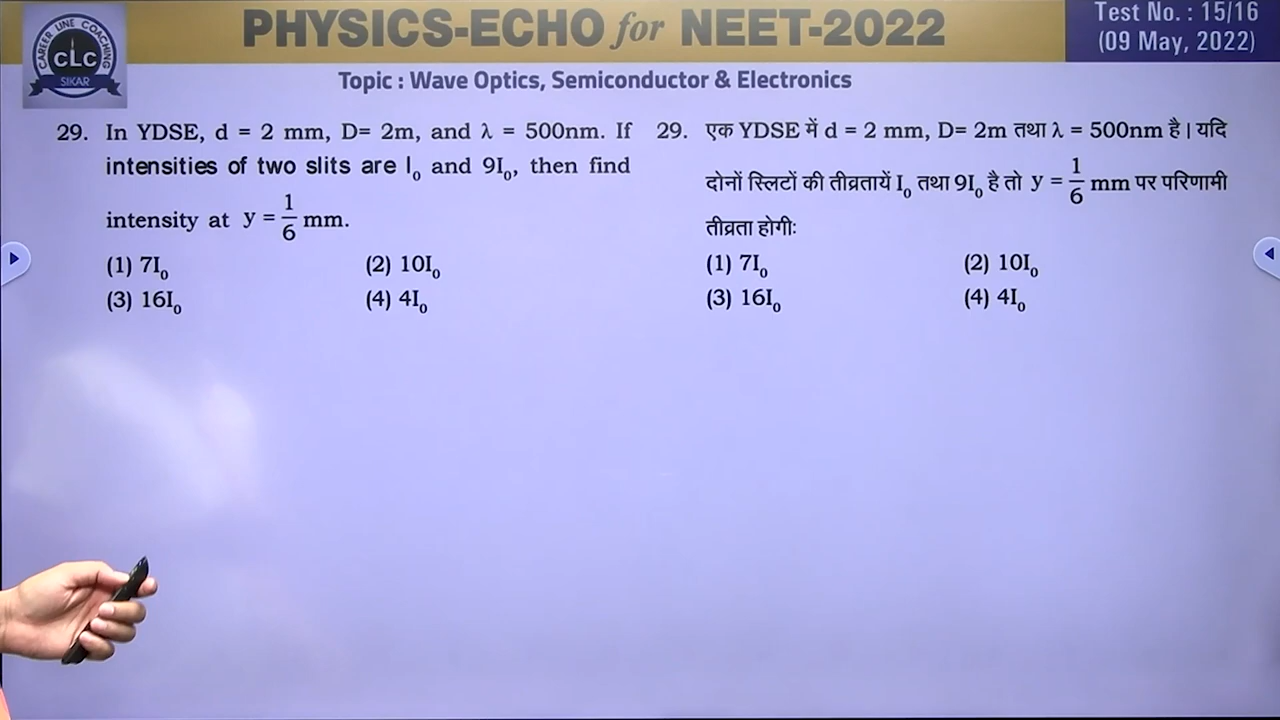 CAREER LINE COACHING
CLC
SIKAR
PHYSICS-ECHO for NEET-2022
Test No. : 15/16
(09 May, 2022)
Topic : Wave Optics, Semiconductor & Electronics
29. In YDSE, d = 2 mm, D= 2m, and λ = 500nm. If
intensities of two slits are I₀ and 9I₀, then find
intensity at y = 1/6 mm.
(1) 7I₀ (2) 10I₀
(3) 16I₀ (4) 4I₀
29. एक YDSE में d = 2 mm, D= 2m तथा λ = 500nm है। यदि
दोनों स्लिटों की तीव्रतायें I₀ तथा 9I₀ है तो y = 1/6 mm पर परिणामी
तीव्रता होगीः
(1) 7I₀ (2) 10I₀
(3) 16I₀ (4) 4I₀